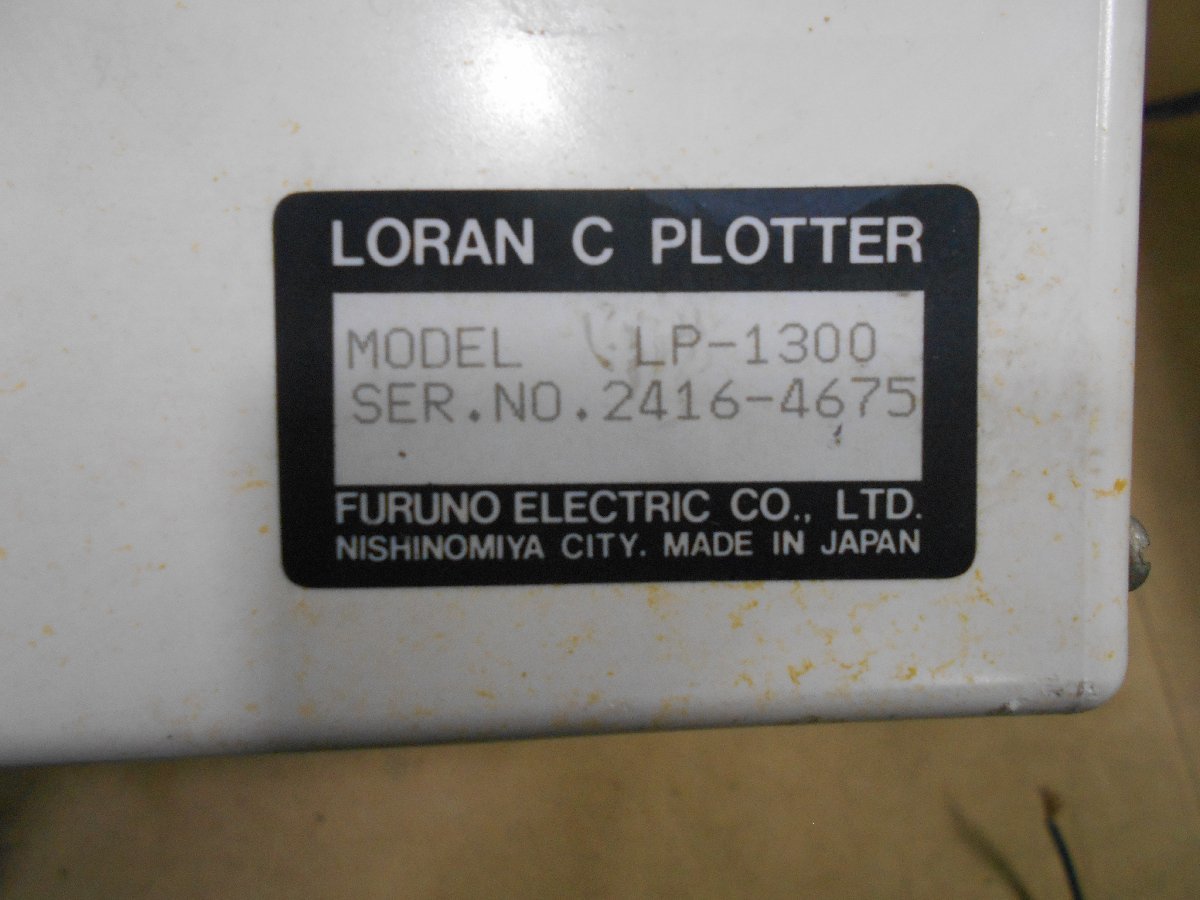 LORAN C PLOTTER
MODEL LP-1300
SER.NO.2416-4675
FURUNO ELECTRIC CO., LTD.
NISHINOMIYA CITY. MADE IN JAPAN